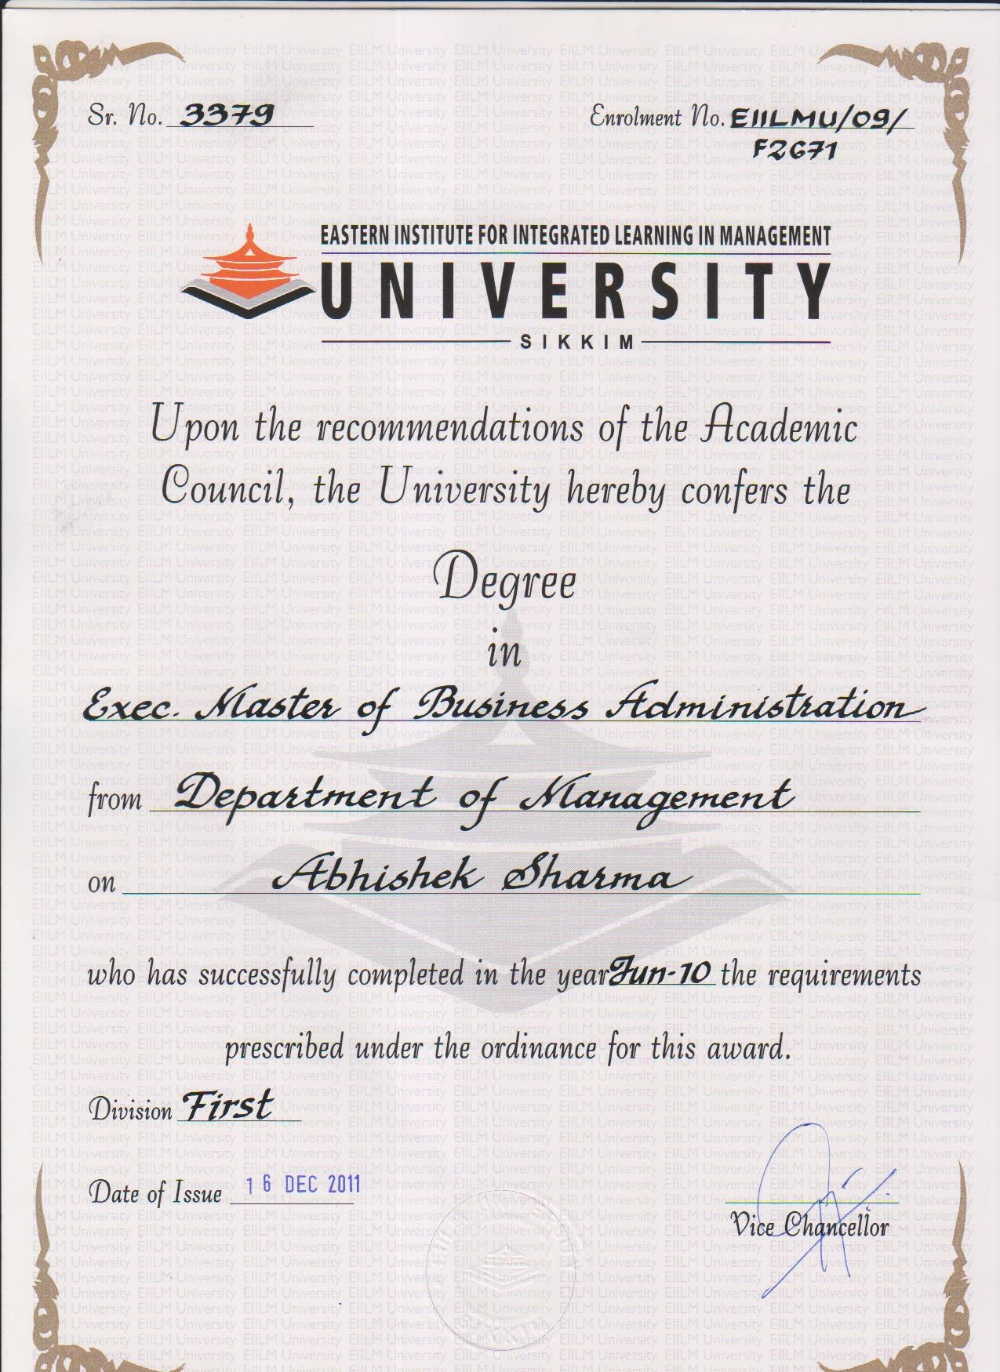 Sr. No. 3379
Enrolment No. EIILMU/09/
F2671
EASTERN INSTITUTE FOR INTEGRATED LEARNING IN MANAGEMENT
UNIVERSITY
SIKKIM
Upon the recommendations of the Academic
Council, the University hereby confers the
Degree
in
Exec. Master of Business Administration
from Department of Management
on Abhishek Sharma
who has successfully completed in the year Jun-10 the requirements
prescribed under the ordinance for this award.
Division First
Date of Issue 16 DEC 2011
Vice Chancellor